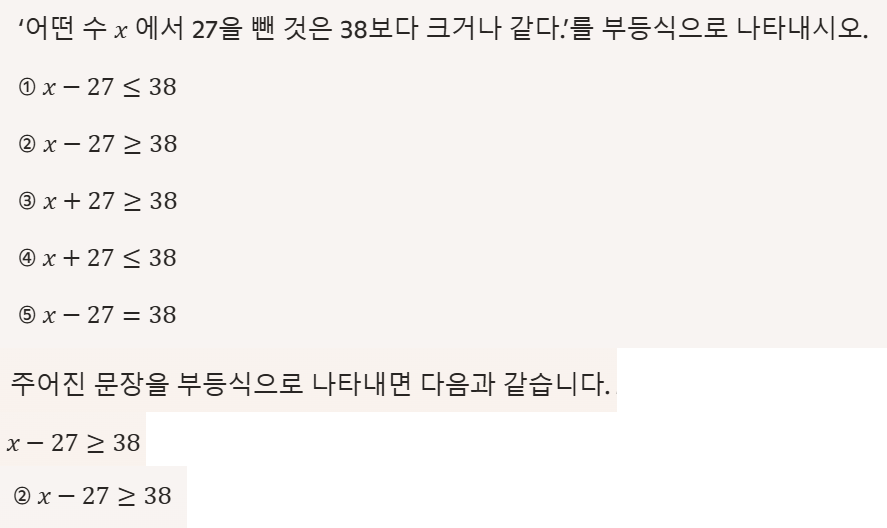 ‘어떤 수 x 에서 27을 뺀 것은 38보다 크거나 같다.’를 부등식으로 나타내시오.
① x − 27 ≤ 38
② x − 27 ≥ 38
③ x + 27 ≥ 38
④ x + 27 ≤ 38
⑤ x − 27 = 38
주어진 문장을 부등식으로 나타내면 다음과 같습니다.
x − 27 ≥ 38
② x − 27 ≥ 38